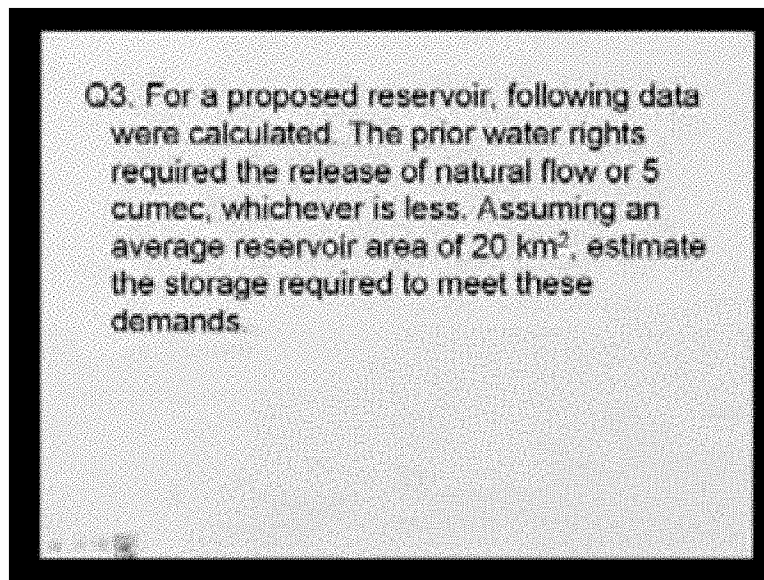 Q3. For a proposed reservoir, following data
were calculated. The prior water rights
required the release of natural flow or 5
cumec, whichever is less. Assuming an
average reservoir area of 20 km², estimate
the storage required to meet these
demands.